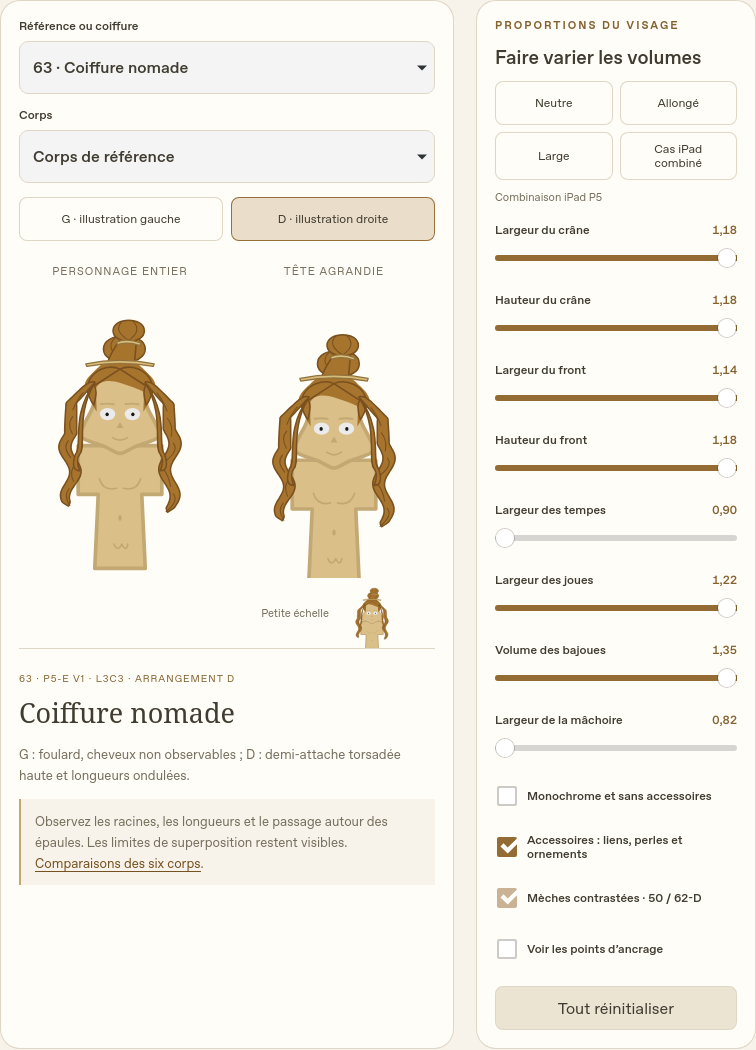 Référence ou coiffure
63 · Coiffure nomade
Corps
Corps de référence
G · illustration gauche
D · illustration droite
PERSONNAGE ENTIER
TÊTE AGRANDIE
Petite échelle
63 · P5-E V1 · L3C3 · ARRANGEMENT D
Coiffure nomade
G : foulard, cheveux non observables ; D : demi-attache torsadée
haute et longueurs ondulées.
Observez les racines, les longueurs et le passage autour des
épaules. Les limites de superposition restent visibles.
Comparaisons des six corps.
PROPORTIONS DU VISAGE
Faire varier les volumes
Neutre
Allongé
Large
Cas iPad
combiné
Combinaison iPad P5
Largeur du crâne 1,18
Hauteur du crâne 1,18
Largeur du front 1,14
Hauteur du front 1,18
Largeur des tempes 0,90
Largeur des joues 1,22
Volume des bajoues 1,35
Largeur de la mâchoire 0,82
Monochrome et sans accessoires
Accessoires : liens, perles et
ornements
Mèches contrastées · 50 / 62-D
Voir les points d’ancrage
Tout réinitialiser